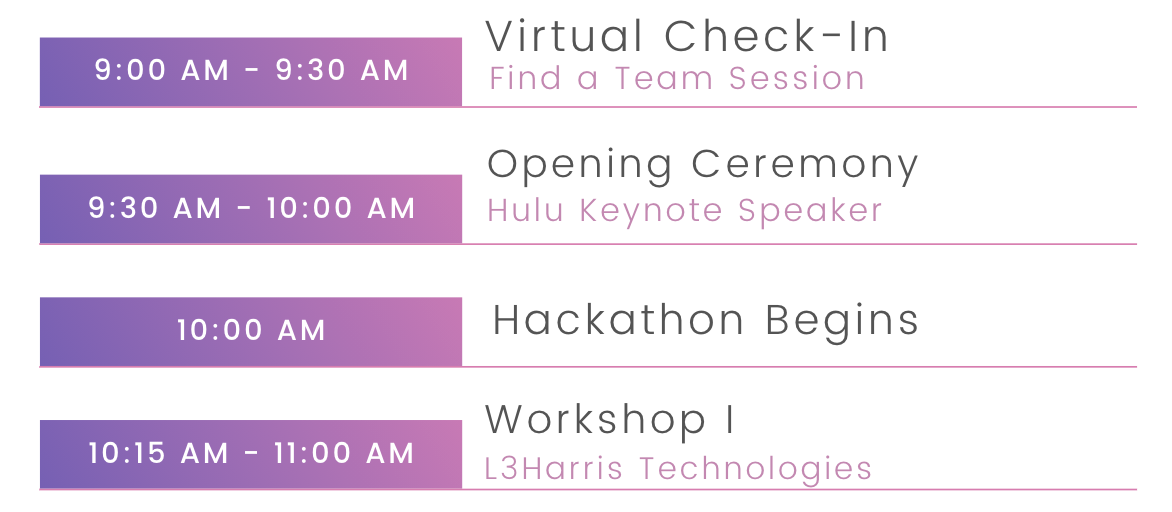 9:00 AM - 9:30 AM
Virtual Check-In
Find a Team Session
9:30 AM - 10:00 AM
Opening Ceremony
Hulu Keynote Speaker
10:00 AM
Hackathon Begins
10:15 AM - 11:00 AM
Workshop I
L3Harris Technologies